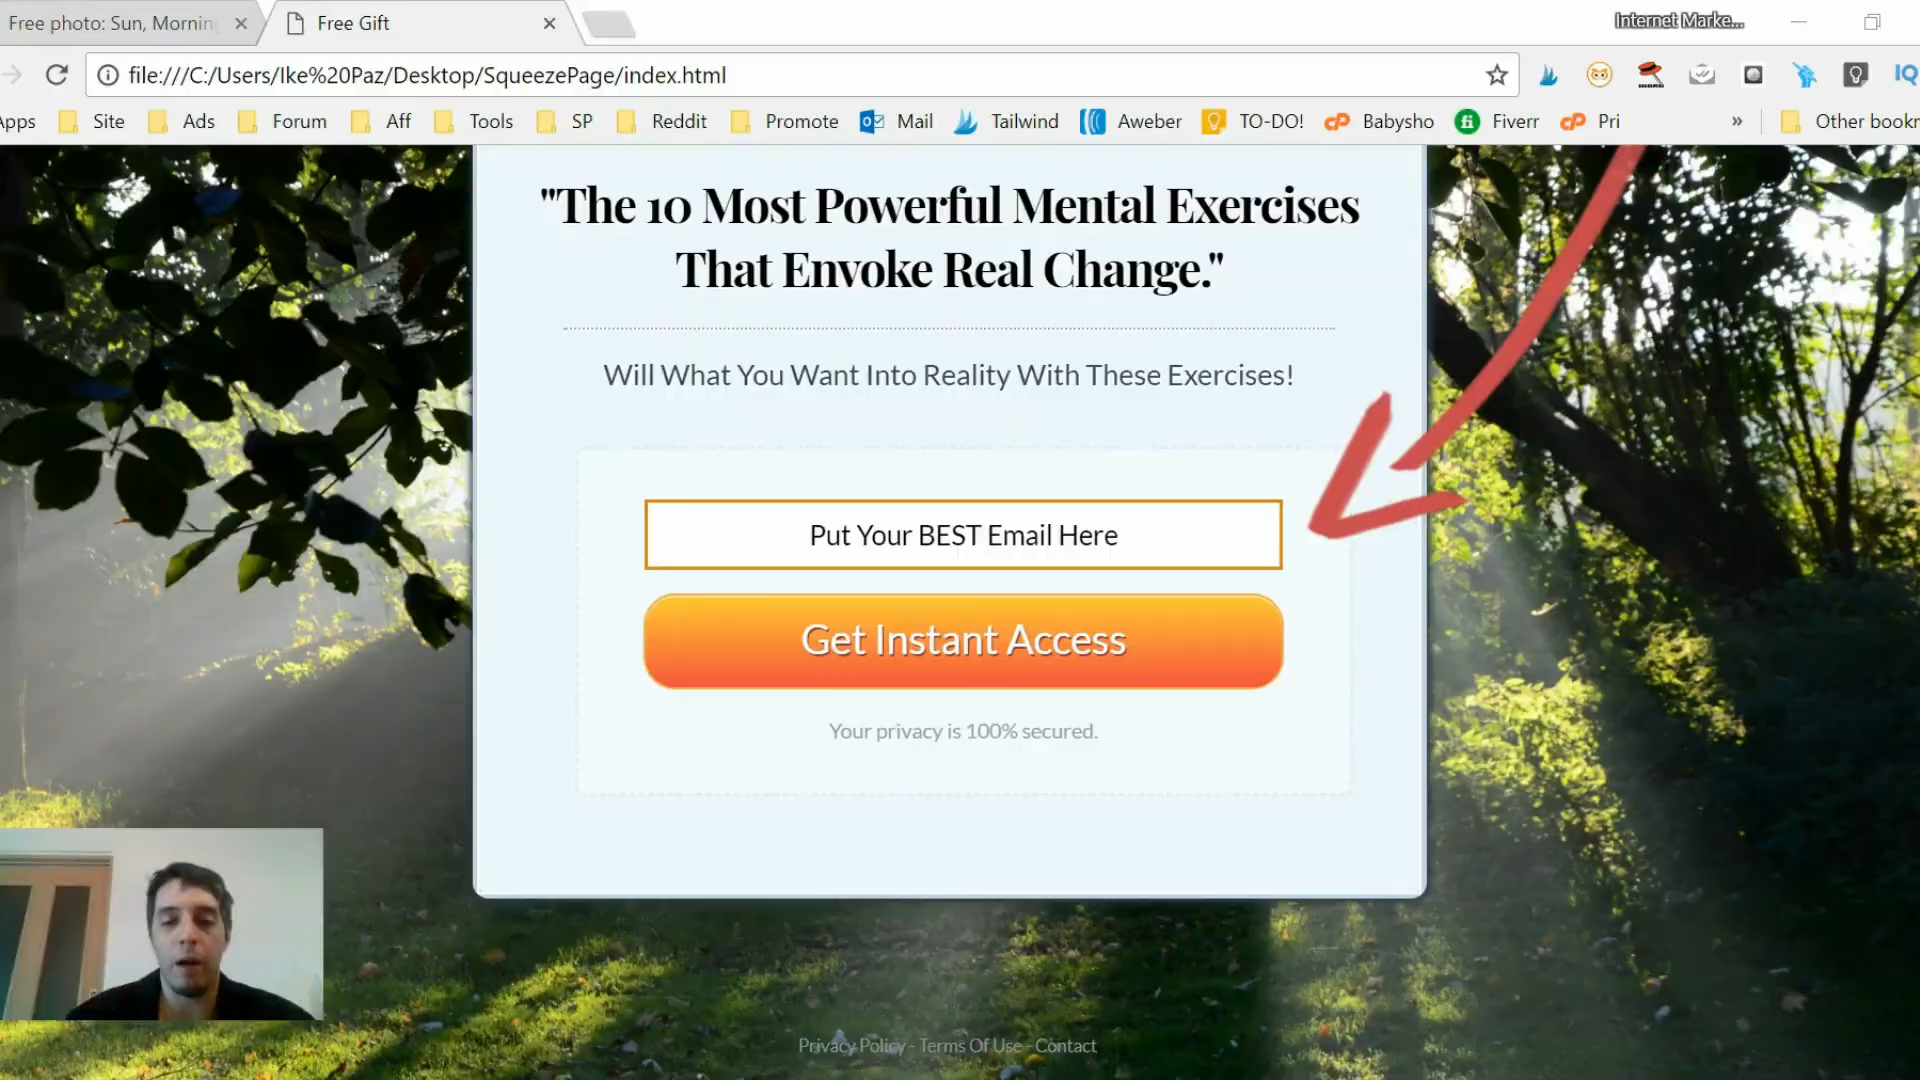 Free photo: Sun, Mornin
Free Gift
Internet Marke...
file:///C:/Users/Ike%20Paz/Desktop/SqueezePage/index.html
IQ
Apps
Site
Ads
Forum
Aff
Tools
SP
Reddit
Promote
Mail
Tailwind
Aweber
TO-DO!
Babysho
Fiverr
Pri
»
Other bookm
"The 10 Most Powerful Mental Exercises
That Envoke Real Change."
Will What You Want Into Reality With These Exercises!
Put Your BEST Email Here
Get Instant Access
Your privacy is 100% secured.
Privacy Policy - Terms Of Use - Contact